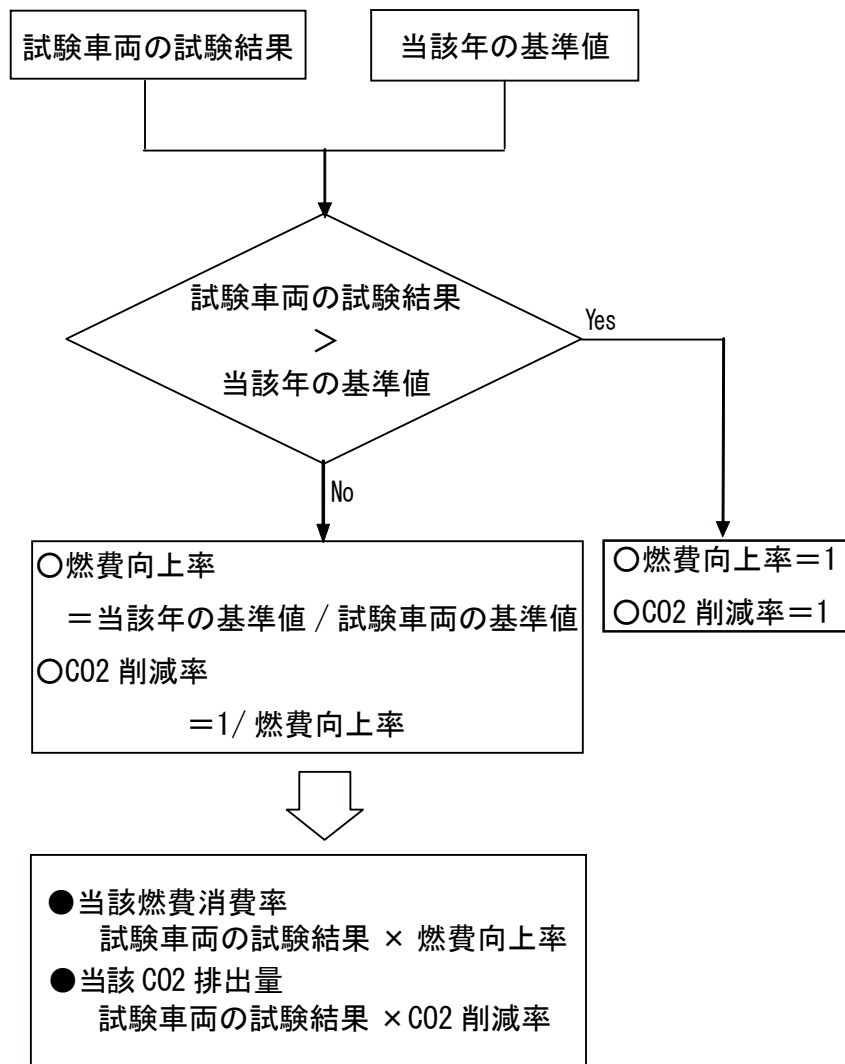 試験車両の試験結果
当該年の基準値
試験車両の試験結果
＞
当該年の基準値
Yes
No
○燃費向上率
＝当該年の基準値 / 試験車両の基準値
○CO2 削減率
＝1/ 燃費向上率
○燃費向上率＝1
○CO2 削減率＝1
●当該燃費消費率
試験車両の試験結果 × 燃費向上率
●当該 CO2 排出量
試験車両の試験結果 ×CO2 削減率